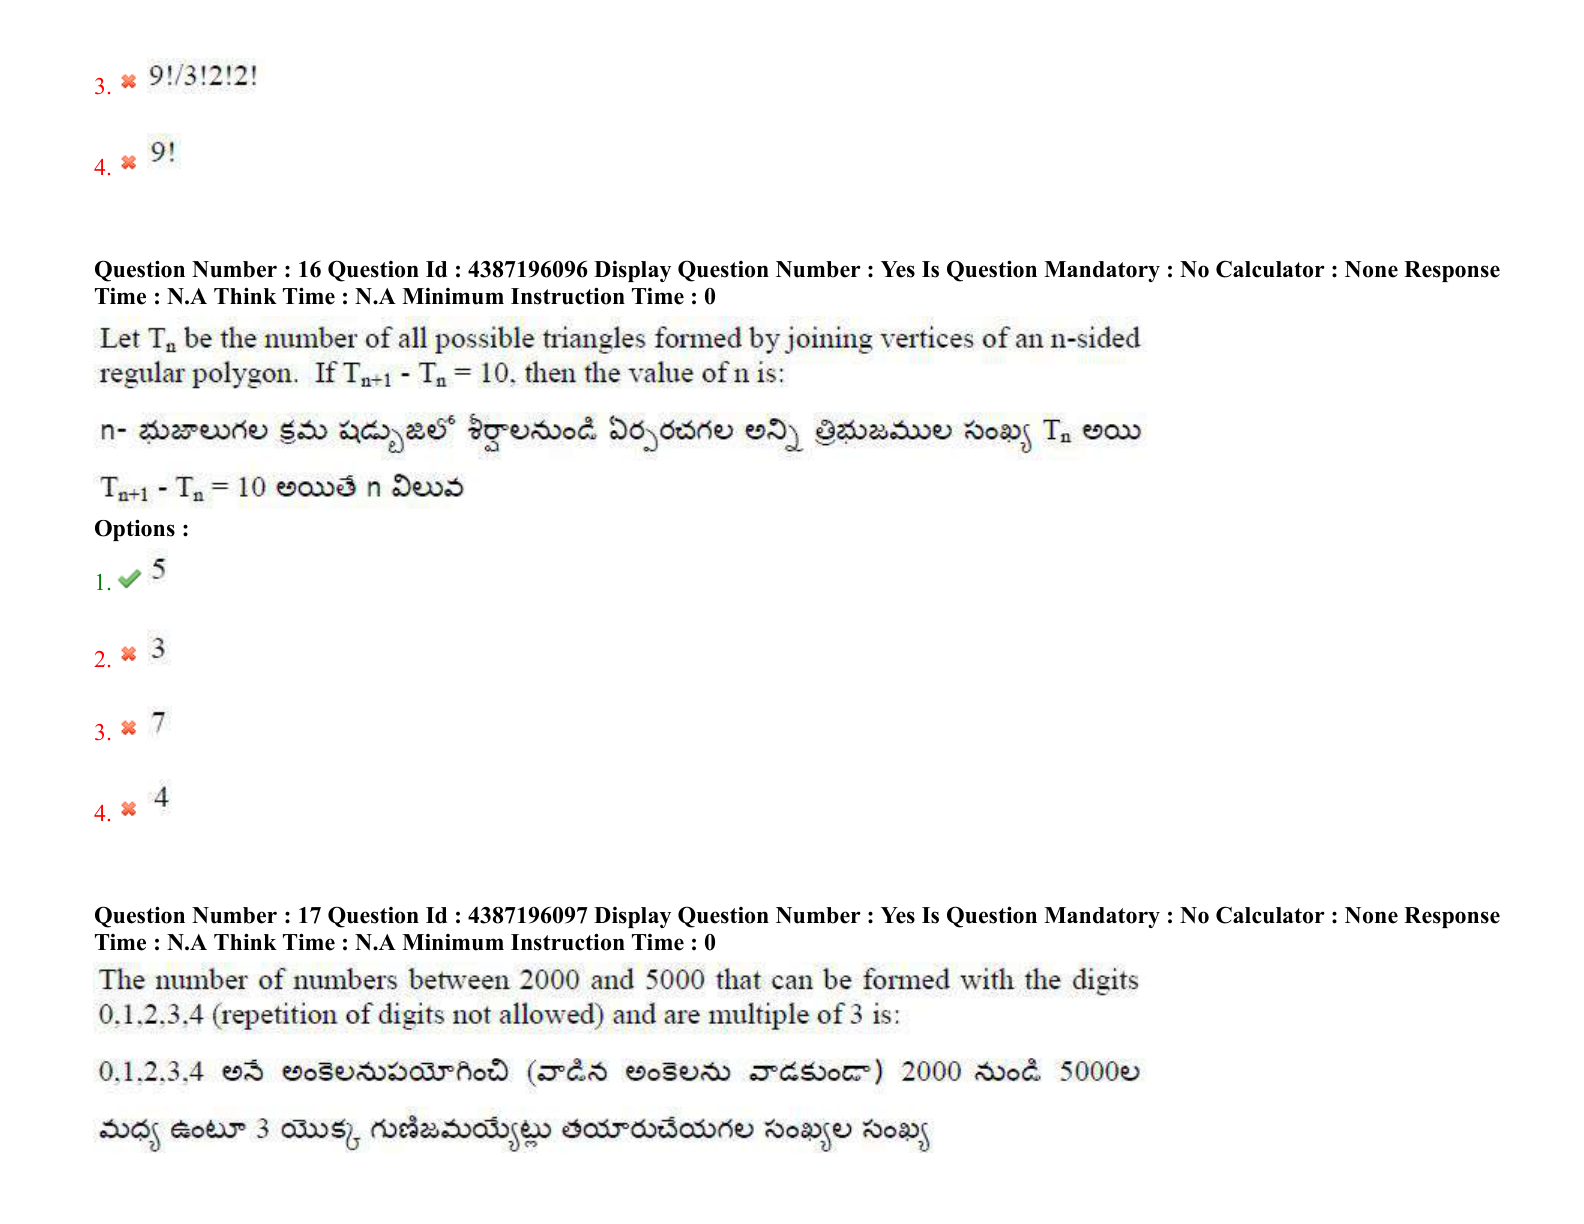 3. 9!/3!2!2!
4. 9!
Question Number : 16 Question Id : 4387196096 Display Question Number : Yes Is Question Mandatory : No Calculator : None Response
Time : N.A Think Time : N.A Minimum Instruction Time : 0
Let Tₙ be the number of all possible triangles formed by joining vertices of an n-sided
regular polygon. If Tₙ₊₁ - Tₙ = 10, then the value of n is:
n- భుజాలుగల క్రమ షడ్భుజిలో శీర్షాలనుండి ఏర్పరచగల అన్ని త్రిభుజముల సంఖ్య Tₙ అయి
Tₙ₊₁ - Tₙ = 10 అయితే n విలువ
Options :
1. 5
2. 3
3. 7
4. 4
Question Number : 17 Question Id : 4387196097 Display Question Number : Yes Is Question Mandatory : No Calculator : None Response
Time : N.A Think Time : N.A Minimum Instruction Time : 0
The number of numbers between 2000 and 5000 that can be formed with the digits
0,1,2,3,4 (repetition of digits not allowed) and are multiple of 3 is:
0,1,2,3,4 అనే అంకెలనుపయోగించి (వాడిన అంకెలను వాడకుండా) 2000 నుండి 5000ల
మధ్య ఉంటూ 3 యొక్క గుణిజమయ్యేట్లు తయారుచేయగల సంఖ్యల సంఖ్య